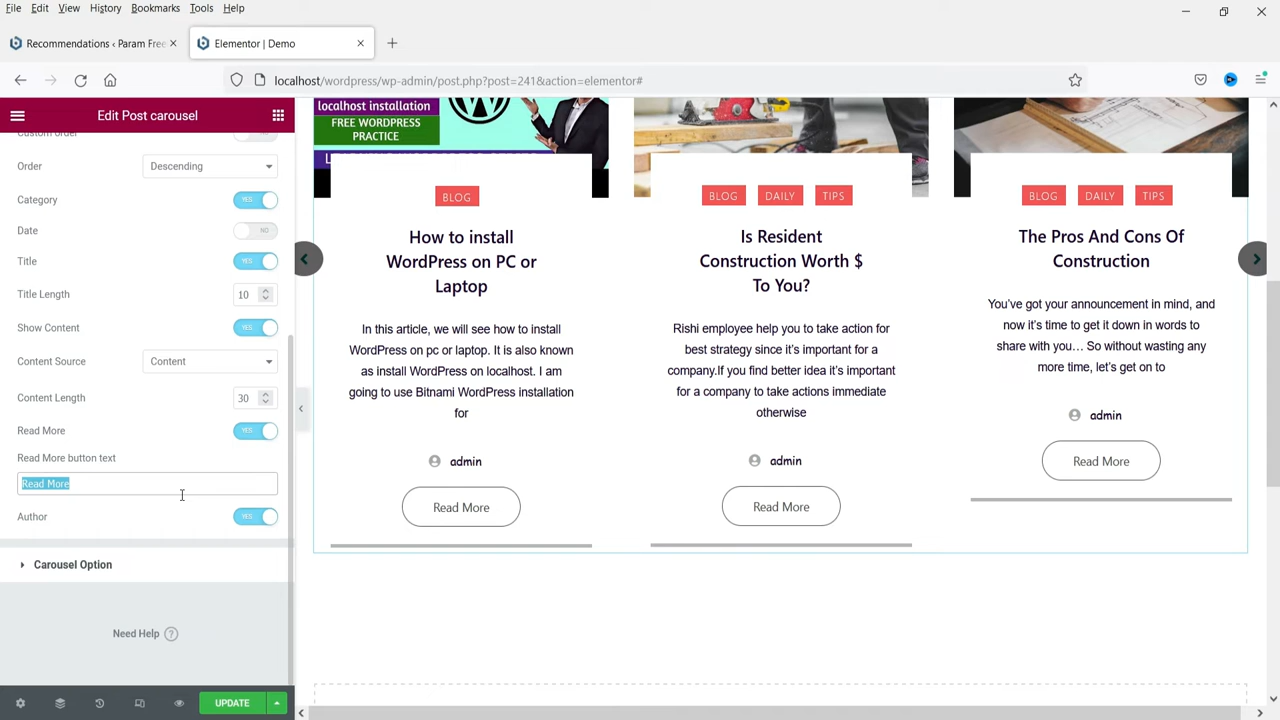 File Edit View History Bookmarks Tools Help
Recommendations ‹ Param Free
Elementor | Demo
localhost/wordpress/wp-admin/post.php?post=241&action=elementor#
Edit Post carousel
Custom order NO
Order Descending
Category YES
Date NO
Title YES
Title Length 10
Show Content YES
Content Source Content
Content Length 30
Read More YES
Read More button text
Read More
Author YES
Carousel Option
Need Help ?
UPDATE
localhost installation
FREE WORDPRESS
PRACTICE
BLOG
How to install
WordPress on PC or
Laptop
In this article, we will see how to install
WordPress on pc or laptop. It is also known
as install WordPress on localhost. I am
going to use Bitnami WordPress installation
for
admin
Read More
BLOG DAILY TIPS
Is Resident
Construction Worth $
To You?
Rishi employee help you to take action for
best strategy since it's important for a
company.If you find better idea it's important
for a company to take actions immediate
otherwise
admin
Read More
BLOG DAILY TIPS
The Pros And Cons Of
Construction
You've got your announcement in mind, and
now it's time to get it down in words to
share with you… So without wasting any
more time, let's get on to
admin
Read More